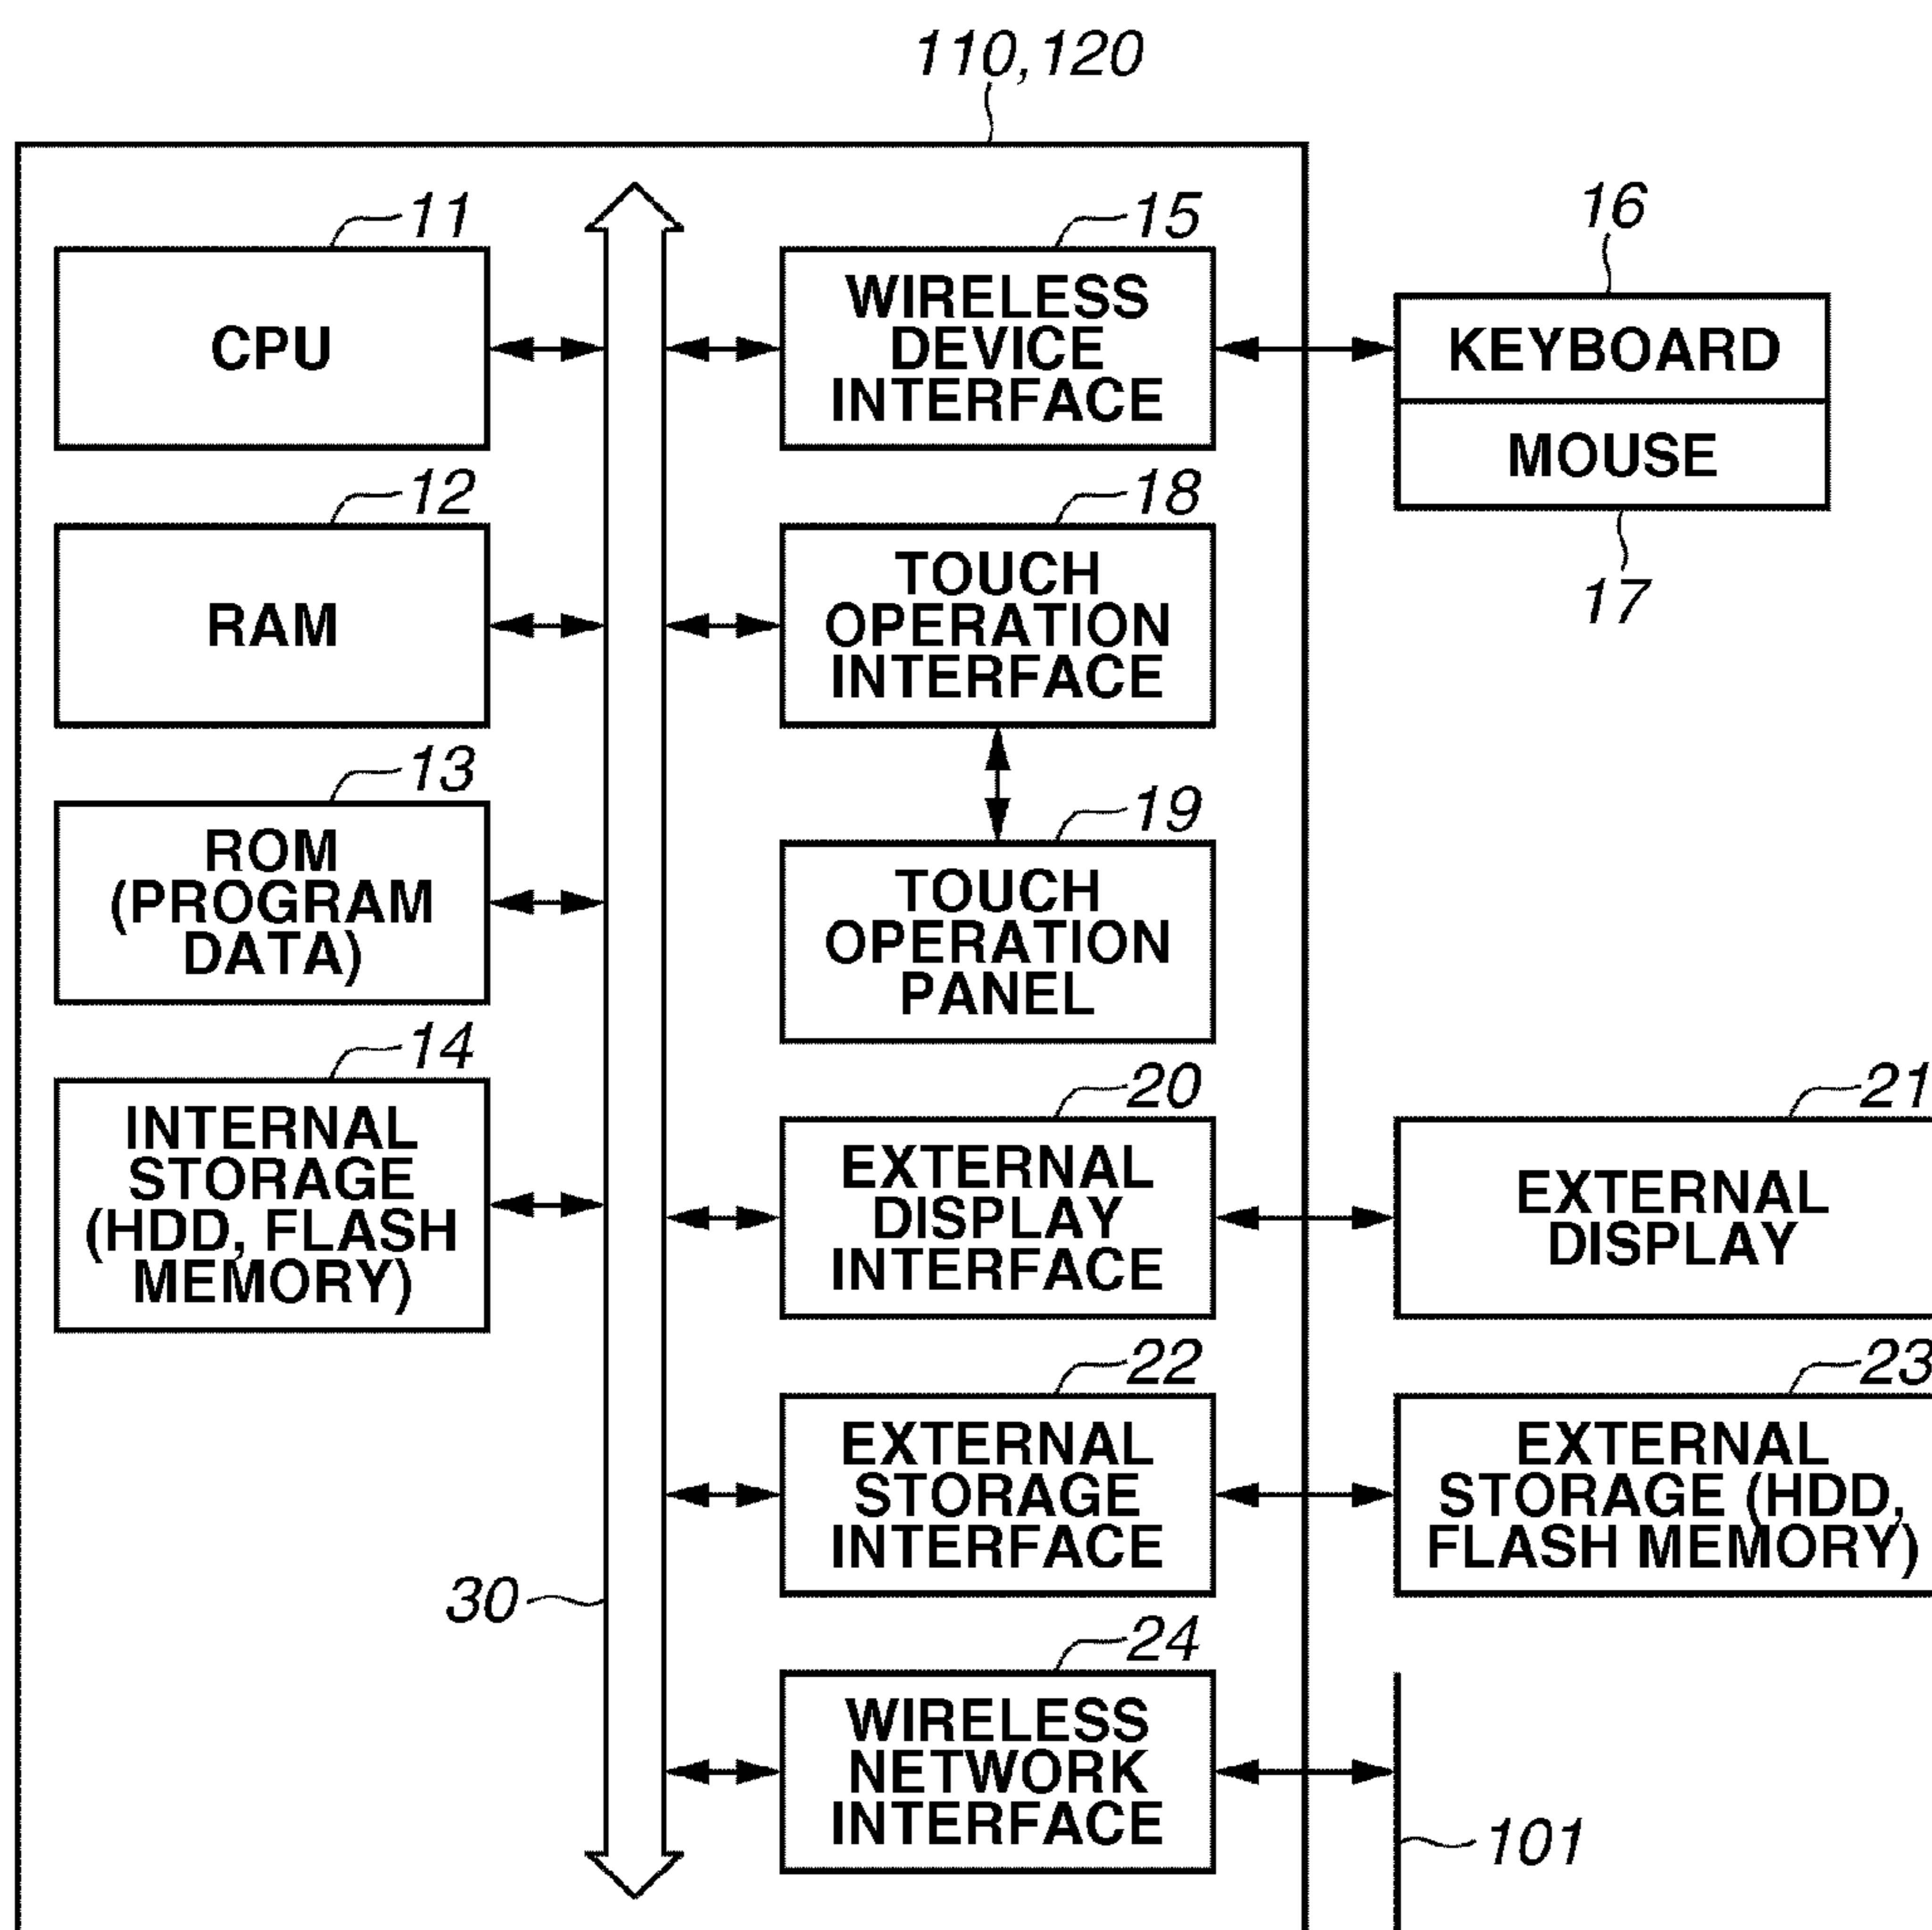 110,120
11
CPU
12
RAM
13
ROM
(PROGRAM
DATA)
14
INTERNAL
STORAGE
(HDD, FLASH
MEMORY)
30
15
WIRELESS
DEVICE
INTERFACE
16
KEYBOARD
MOUSE
17
18
TOUCH
OPERATION
INTERFACE
19
TOUCH
OPERATION
PANEL
20
EXTERNAL
DISPLAY
INTERFACE
21
EXTERNAL
DISPLAY
22
EXTERNAL
STORAGE
INTERFACE
23
EXTERNAL
STORAGE (HDD,
FLASH MEMORY)
24
WIRELESS
NETWORK
INTERFACE
101